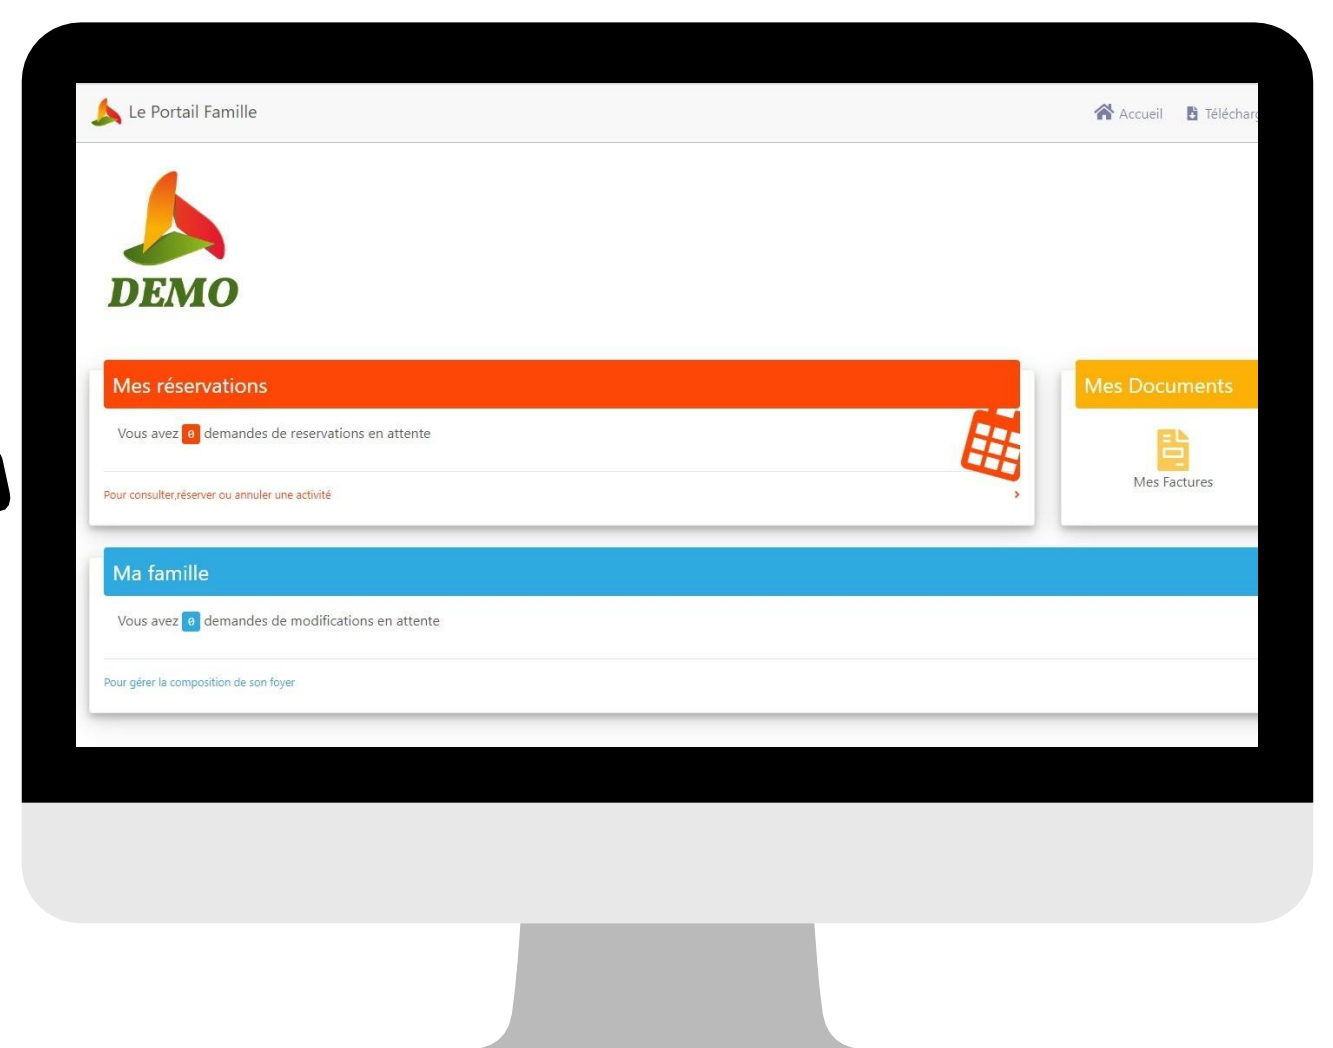 Le Portail Famille
Accueil
DEMO
Mes réservations
Mes Documents
Vous avez 0 demandes de reservations en attente
Mes Factures
Pour consulter,réserver ou annuler une activité
Ma famille
Vous avez 0 demandes de modifications en attente
Pour gérer la composition de son foyer